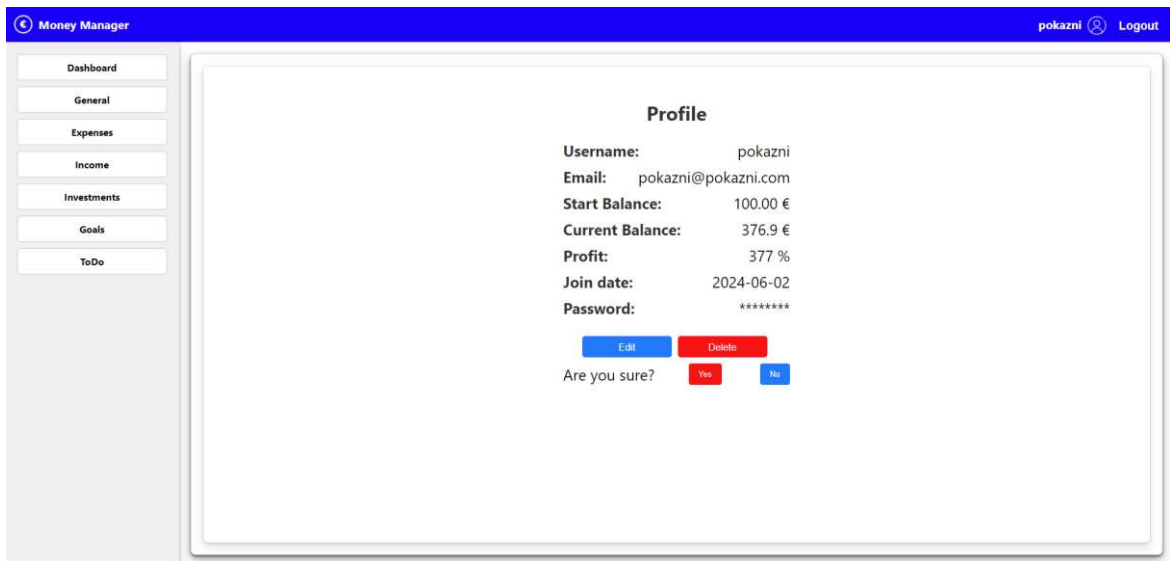 € Money Manager
pokazni Logout
Dashboard
General
Expenses
Income
Investments
Goals
ToDo
Profile
Username: pokazni
Email: pokazni@pokazni.com
Start Balance: 100.00 €
Current Balance: 376.9 €
Profit: 377 %
Join date: 2024-06-02
Password: ********
Edit Delete
Are you sure? Yes No